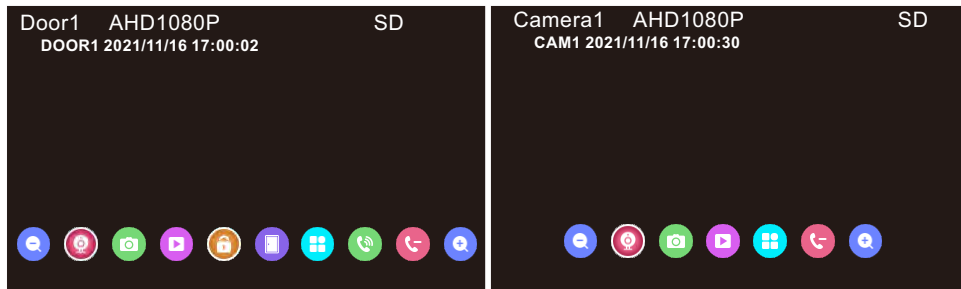 Door1 AHD1080P SD
DOOR1 2021/11/16 17:00:02
Camera1 AHD1080P SD
CAM1 2021/11/16 17:00:30